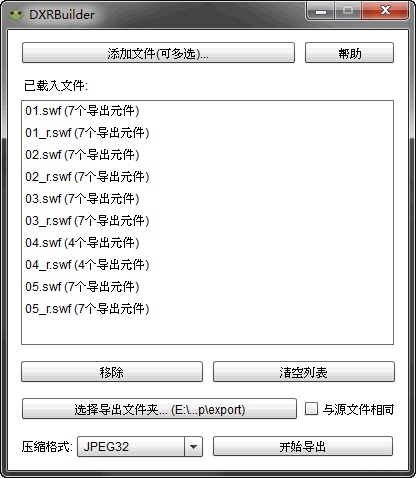 DXRBuilder
添加文件(可多选)... 帮助
已载入文件:
01.swf (7个导出元件)
01_r.swf (7个导出元件)
02.swf (7个导出元件)
02_r.swf (7个导出元件)
03.swf (7个导出元件)
03_r.swf (7个导出元件)
04.swf (4个导出元件)
04_r.swf (4个导出元件)
05.swf (7个导出元件)
05_r.swf (7个导出元件)
移除 清空列表
选择导出文件夹... (E:\...p\export) 与源文件相同
压缩格式: JPEG32 开始导出